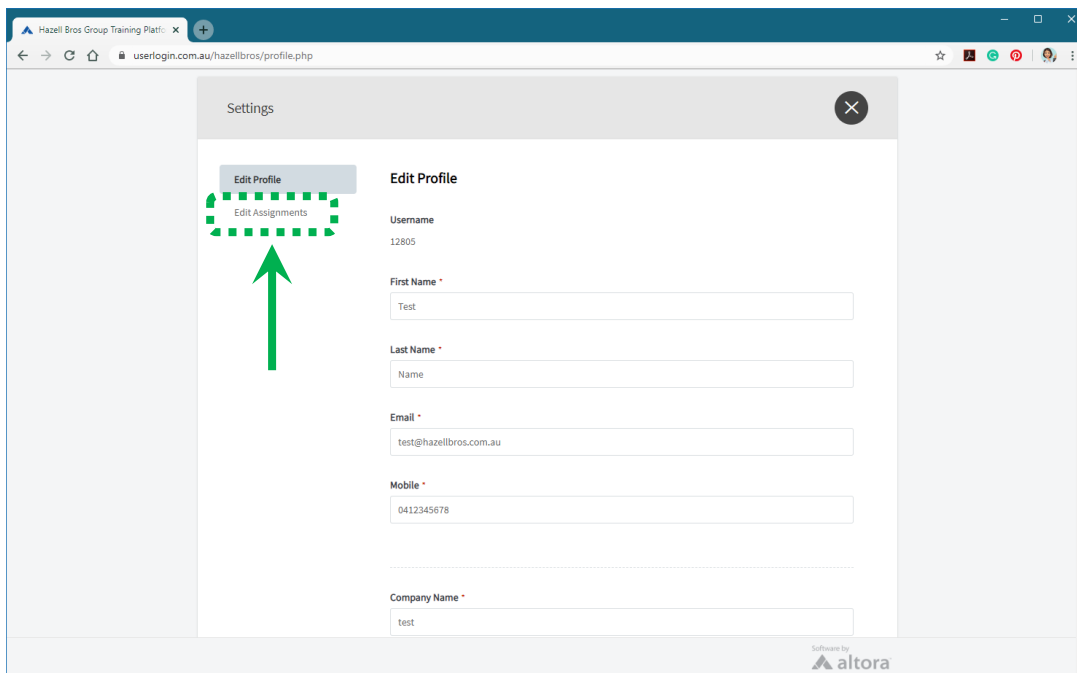 Hazell Bros Group Training Platfo
userlogin.com.au/hazellbros/profile.php
Settings
Edit Profile
Edit Assignments
Edit Profile
Username
12805
First Name *
Test
Last Name *
Name
Email *
test@hazellbros.com.au
Mobile *
0412345678
Company Name *
test
Software by
altora